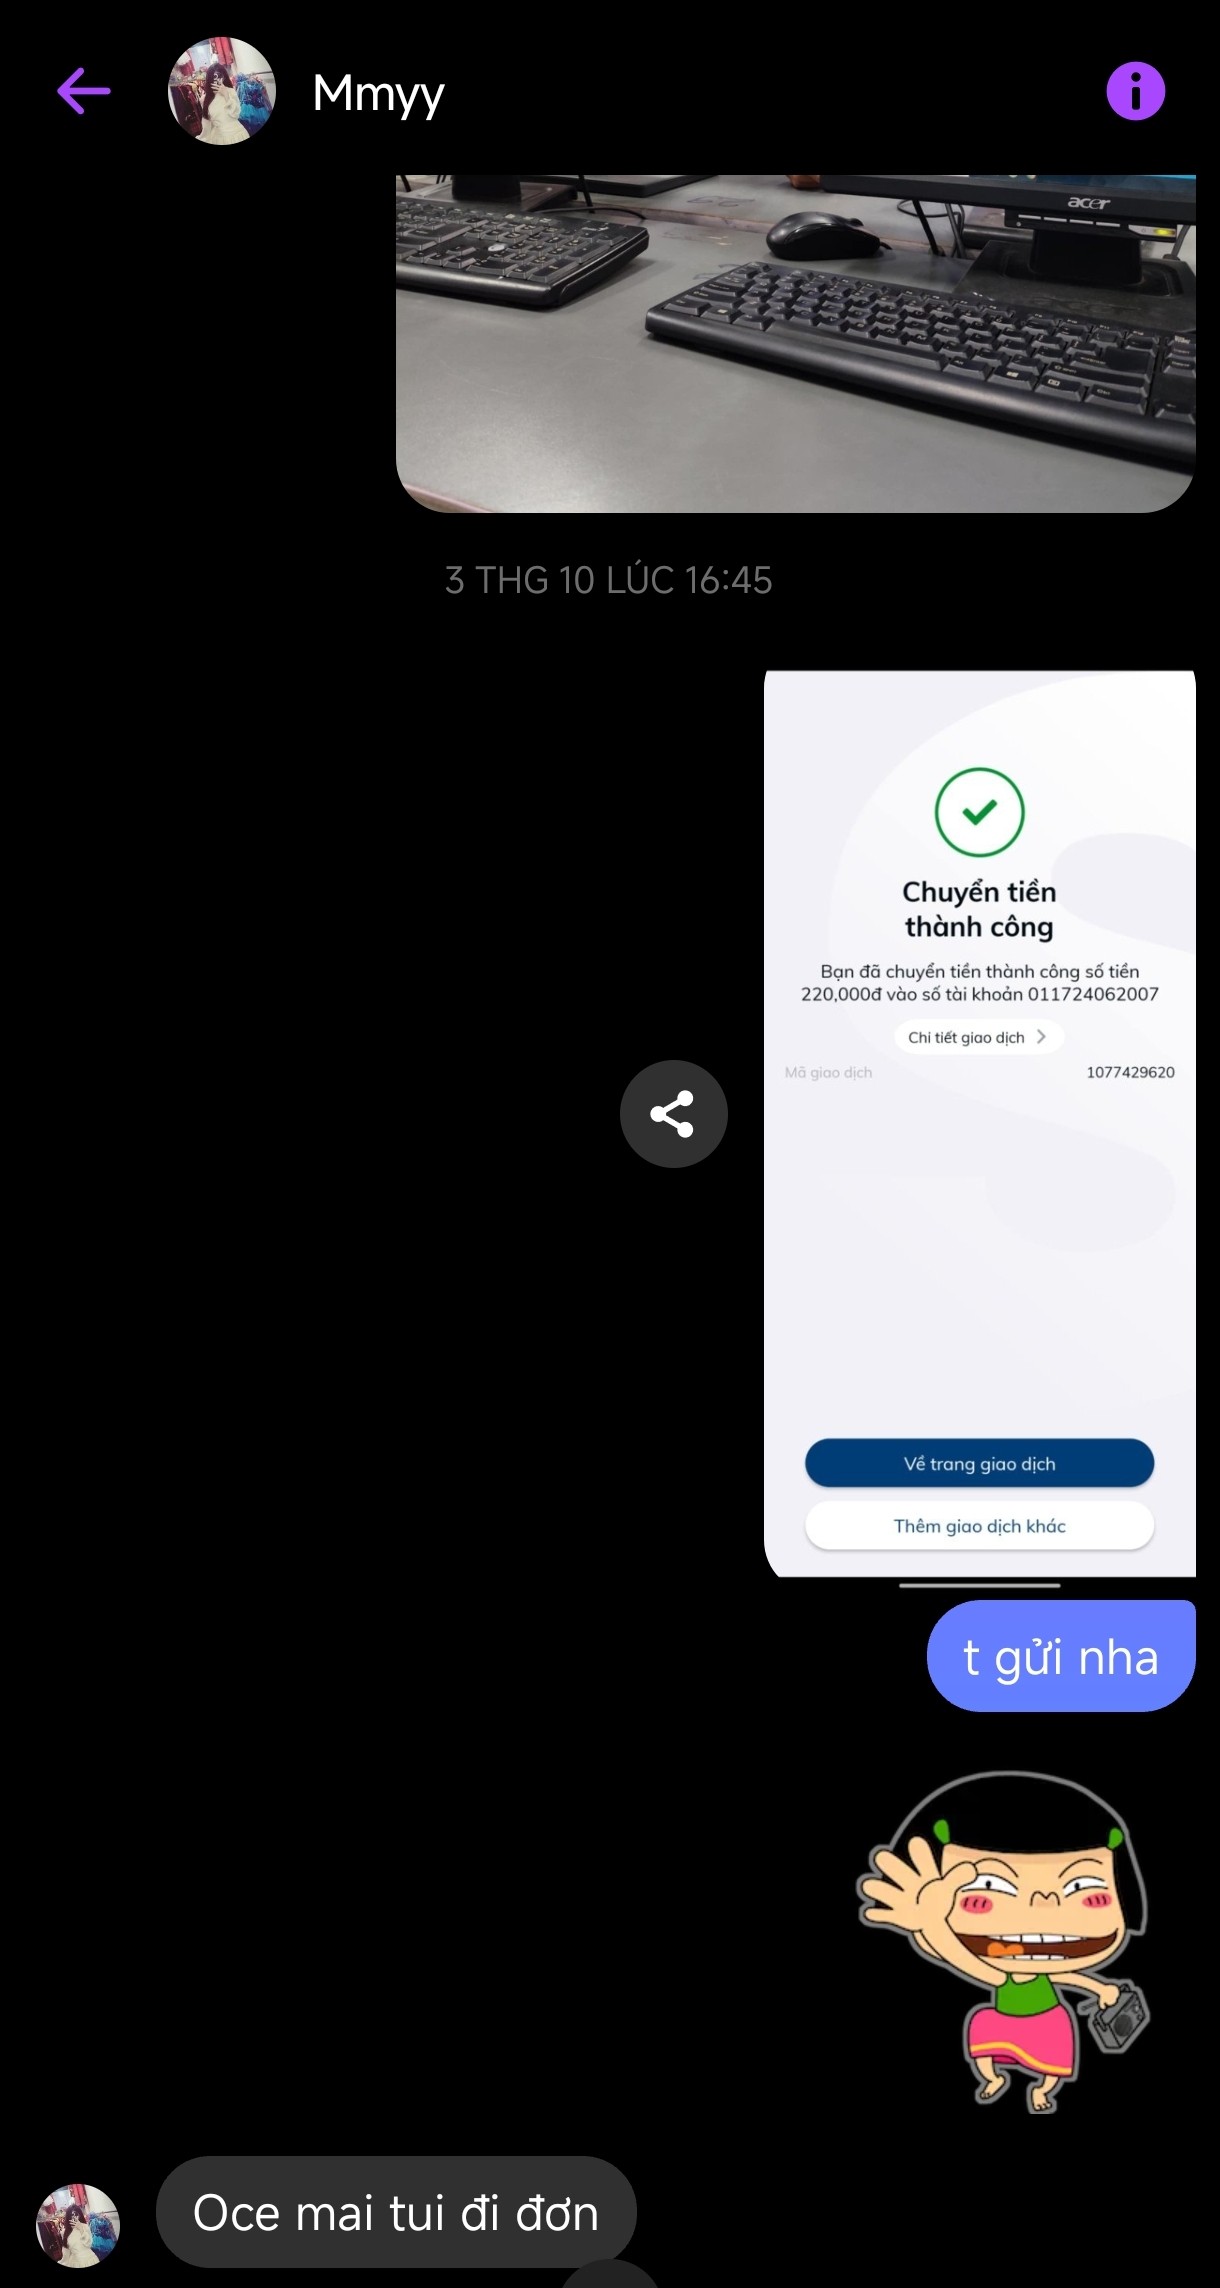 Mmyy
acer
3 THG 10 LÚC 16:45
Chuyển tiền
thành công
Bạn đã chuyển tiền thành công số tiền
220,000đ vào số tài khoản 011724062007
Chi tiết giao dịch
Mã giao dịch 1077429620
Về trang giao dịch
Thêm giao dịch khác
t gửi nha
Oce mai tui đi đơn